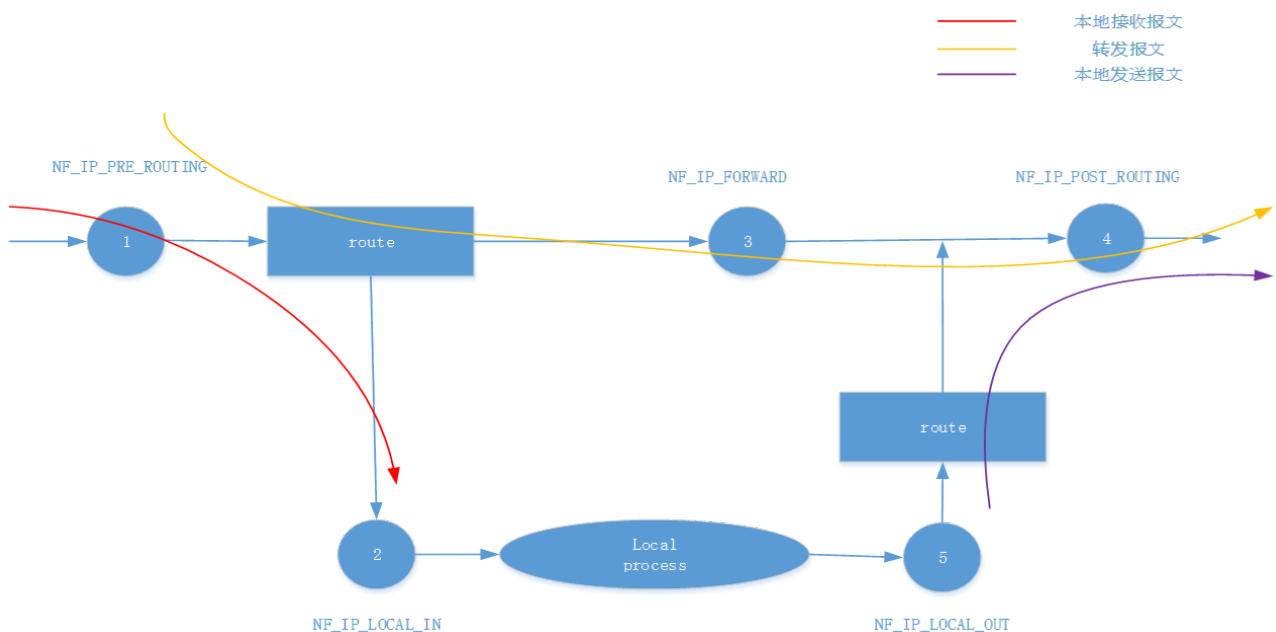 本地接收报文
转发报文
本地发送报文
NF_IP_PRE_ROUTING
NF_IP_FORWARD
NF_IP_POST_ROUTING
1
route
3
4
route
2
Local
process
5
NF_IP_LOCAL_IN
NF_IP_LOCAL_OUT